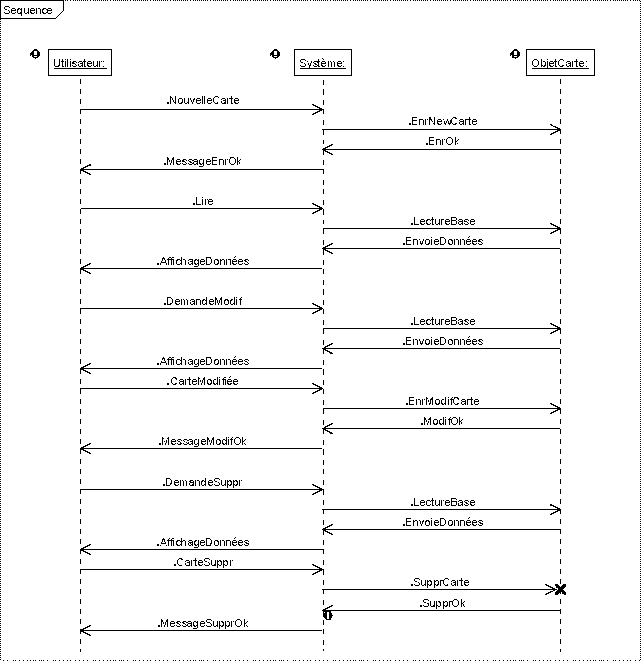 Sequence
Utilisateur: Système: ObjetCarte:
.NouvelleCarte
.EnrNewCarte
.EnrOk
.MessageEnrOk
.Lire
.LectureBase
.EnvoieDonnées
.AffichageDonnées
.DemandeModif
.LectureBase
.EnvoieDonnées
.AffichageDonnées
.CarteModifiée
.EnrModifCarte
.ModifOk
.MessageModifOk
.DemandeSuppr
.LectureBase
.EnvoieDonnées
.AffichageDonnées
.CarteSuppr
.SupprCarte
.SupprOk
.MessageSupprOk